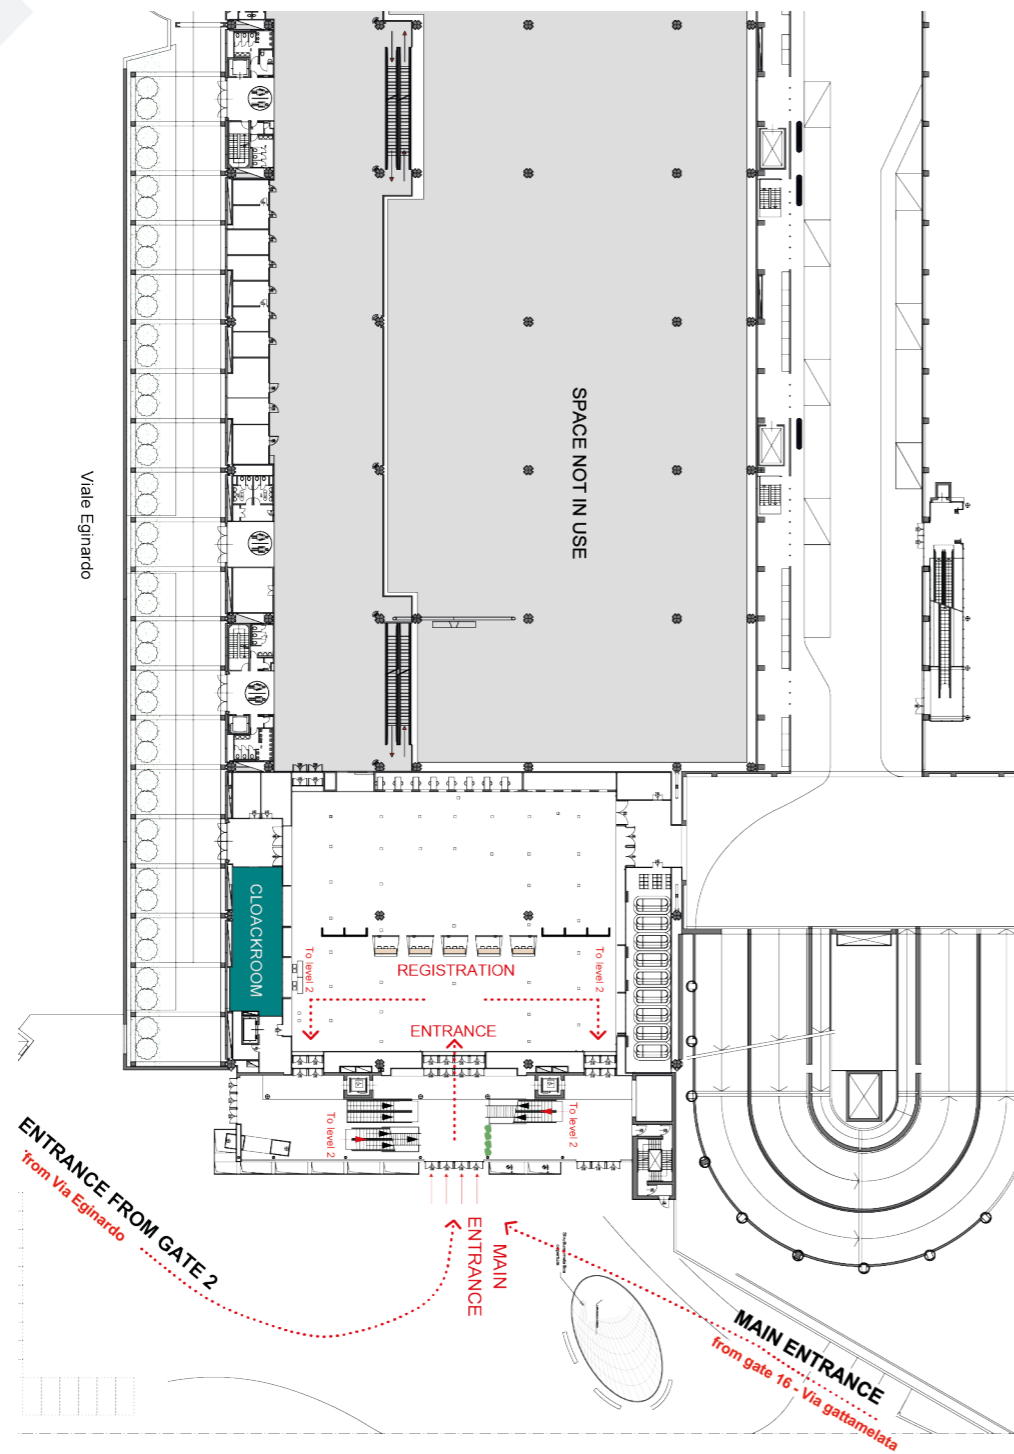 SPACE NOT IN USE
Viale Eginardo
CLOACKROOM
To level 2
To level 2
REGISTRATION
ENTRANCE
To level 2
To level 2
ENTRANCE FROM GATE 2
from Via Eginardo
MAIN
ENTRANCE
MAIN ENTRANCE
from gate 16 - Via gattamelata